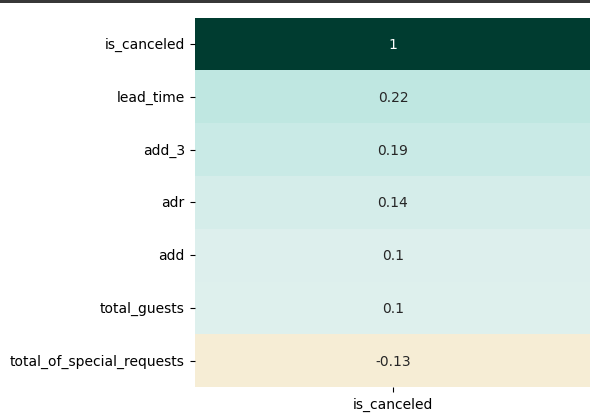 is_canceled 1
lead_time 0.22
add_3 0.19
adr 0.14
add 0.1
total_guests 0.1
total_of_special_requests -0.13
is_canceled